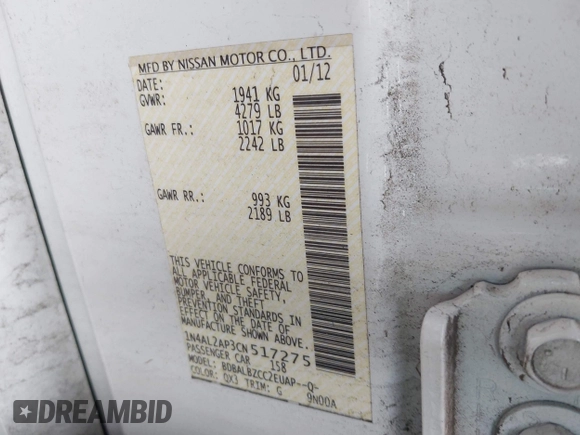 MFD BY NISSAN MOTOR CO., LTD.
DATE: 01/12
GVWR: 1941 KG
4279 LB
GAWR FR.: 1017 KG
2242 LB
GAWR RR.: 993 KG
2189 LB
THIS VEHICLE CONFORMS TO
ALL APPLICABLE FEDERAL
MOTOR VEHICLE SAFETY,
BUMPER, AND THEFT
PREVENTION STANDARDS IN
EFFECT ON THE DATE OF
MANUFACTURE SHOWN ABOVE.
1N4AL2AP3CN517275
PASSENGER CAR 158
MODEL: BDBALBZCC2EUAP--Q-
COLOR: QX3 TRIM: G 9N00A
DREAMBID